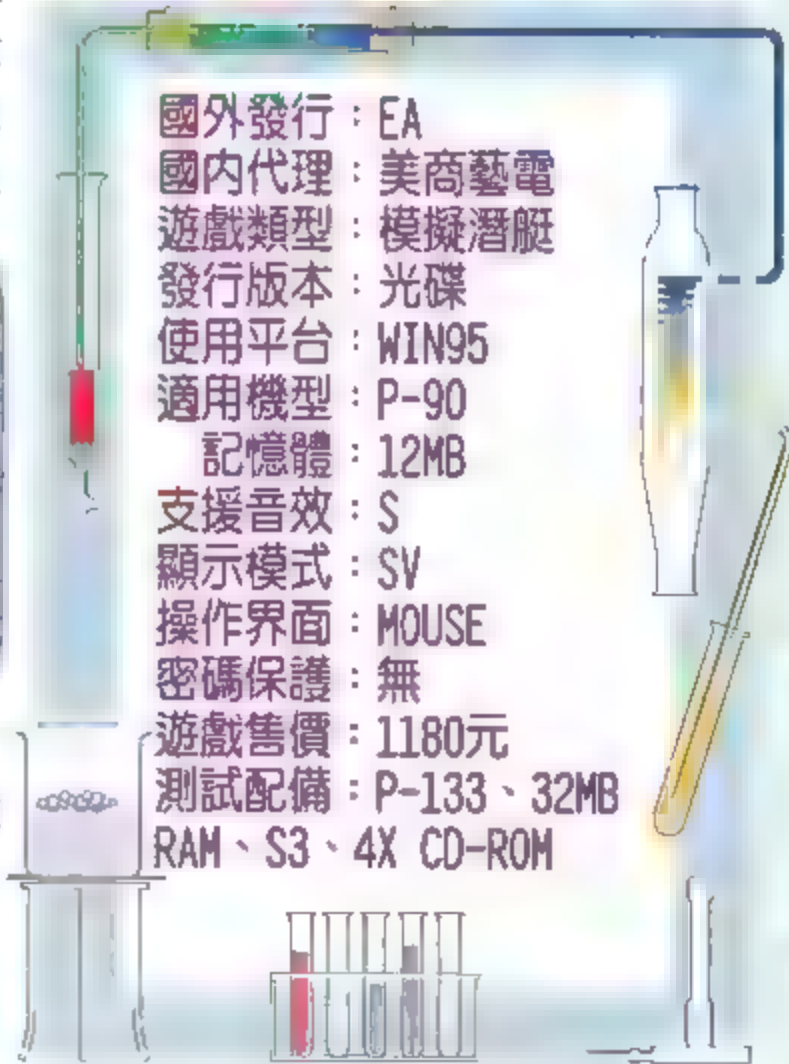 國外發行：EA
國內代理：美商藝電
遊戲類型：模擬潛艇
發行版本：光碟
使用平台：WIN95
適用機型：P-90
記憶體：12MB
支援音效：S
顯示模式：SV
操作界面：MOUSE
密碼保護：無
遊戲售價：1180元
測試配備：P-133、32MB
RAM、S3、4X CD-ROM